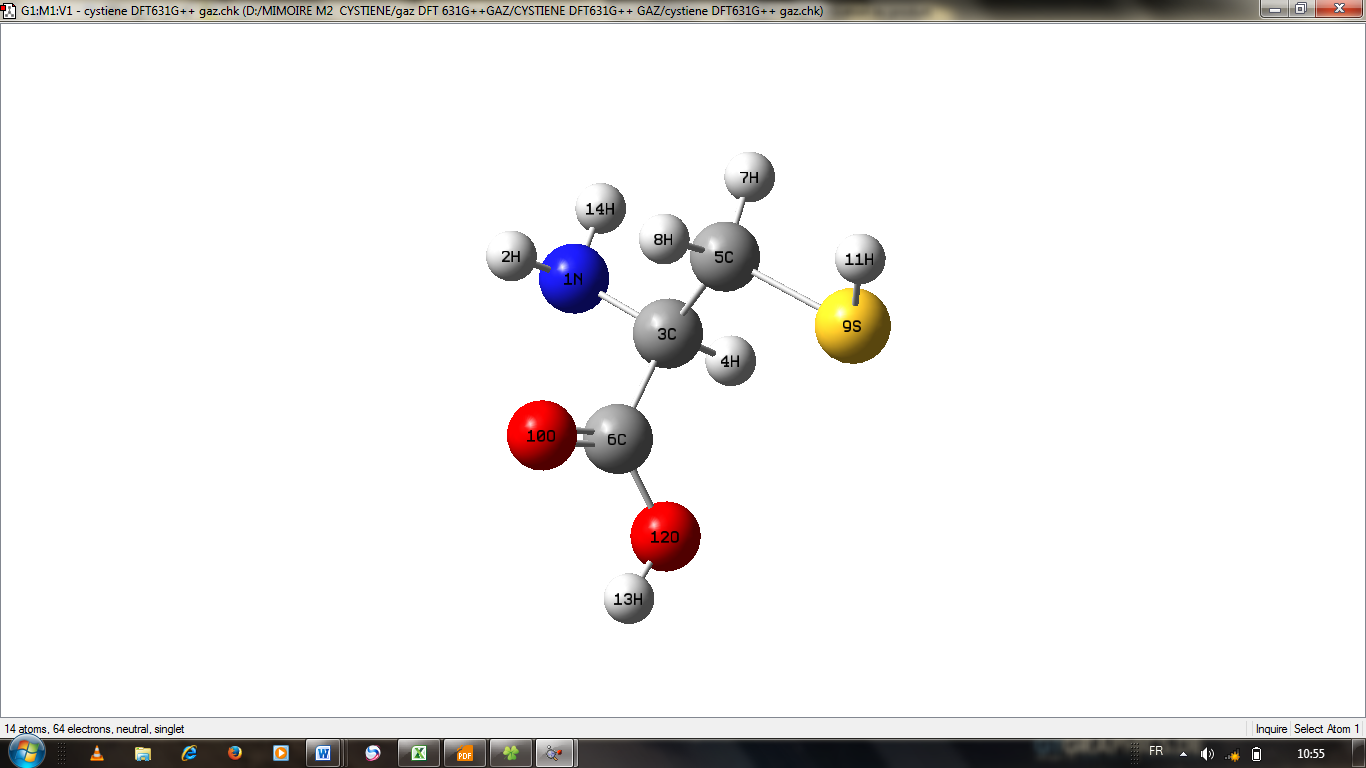 G1:M1:V1 - cystiene DFT631G++ gaz.chk (D:/MIMOIRE M2  CYSTIENE/gaz DFT 631G++GAZ/CYSTIENE DFT631G++ GAZ/cystiene DFT631G++ gaz.chk)
7H
14H
8H
2H
5C
11H
1N
9S
3C
4H
10O
6C
12O
13H
14 atoms, 64 electrons, neutral, singlet
Inquire
Select Atom 1
W
X
PDF
FR
10:55